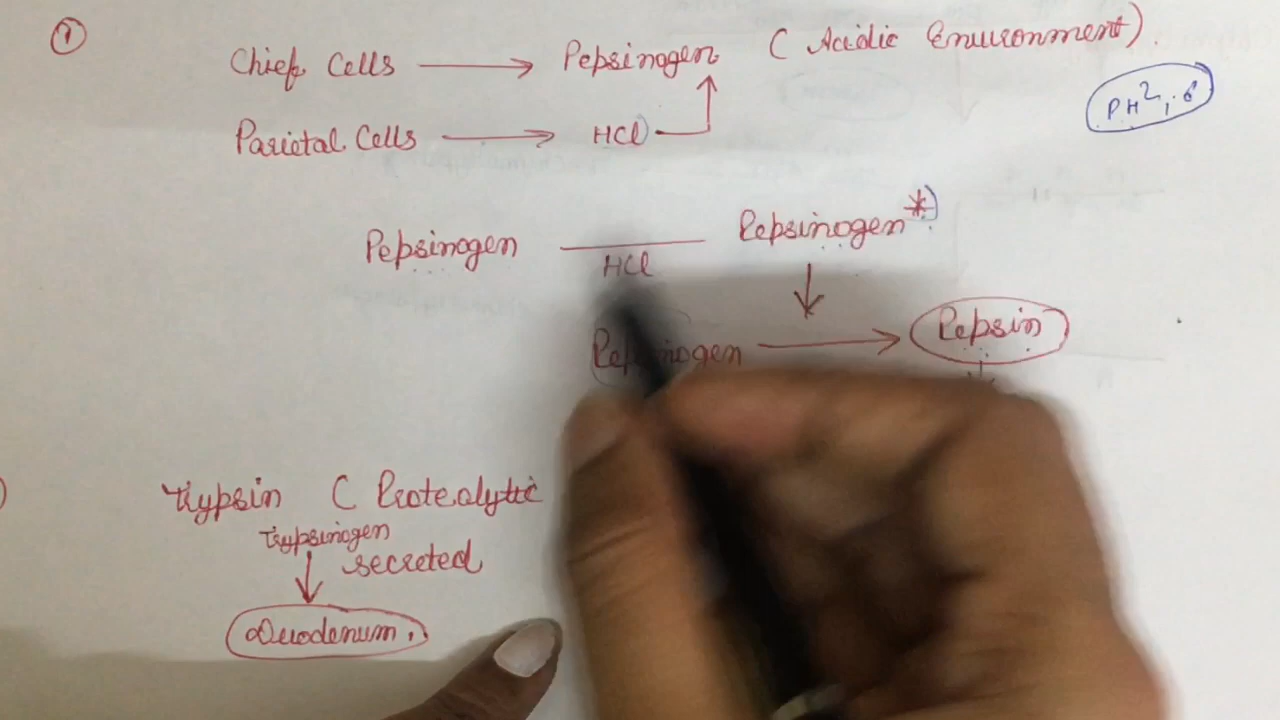 1
Chief Cells → Pepsinogen ( Acidic Environment).
PH 2,.6
Parietal Cells → HCl
Pepsinogen HCl Pepsinogen*
Pepsinogen → Pepsin
Trypsin ( Proteolytic
Trypsinogen
secreted
Duodenum.